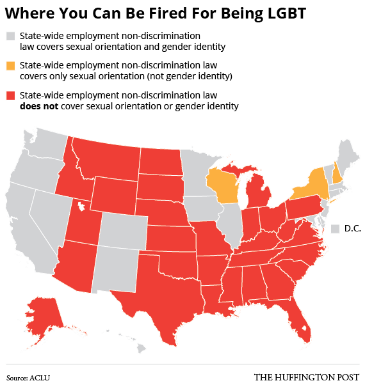 Where You Can Be Fired For Being LGBT
State-wide employment non-discrimination
law covers sexual orientation and gender identity
State-wide employment non-discrimination law
covers only sexual orientation (not gender identity)
State-wide employment non-discrimination law
does not cover sexual orientation or gender identity
D.C.
Source: ACLU
THE HUFFINGTON POST